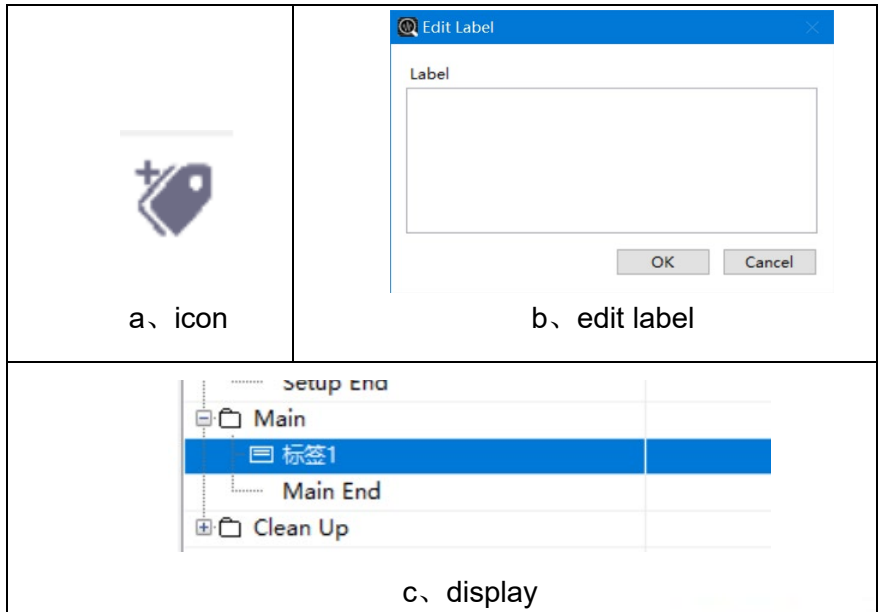 Edit Label
Label
OK Cancel
a、icon
b、edit label
Setup End
Main
标签1
Main End
Clean Up
c、display